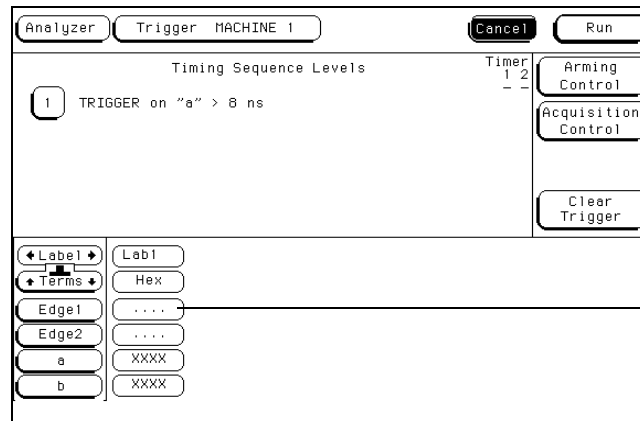 Analyzer Trigger MACHINE 1 Cancel Run
Timing Sequence Levels
Timer
1 2
- -
Arming
Control
1 TRIGGER on "a" > 8 ns
Acquisition
Control
Clear
Trigger
Label Lab1
Terms Hex
Edge1 ....
Edge2 ....
a XXXX
b XXXX